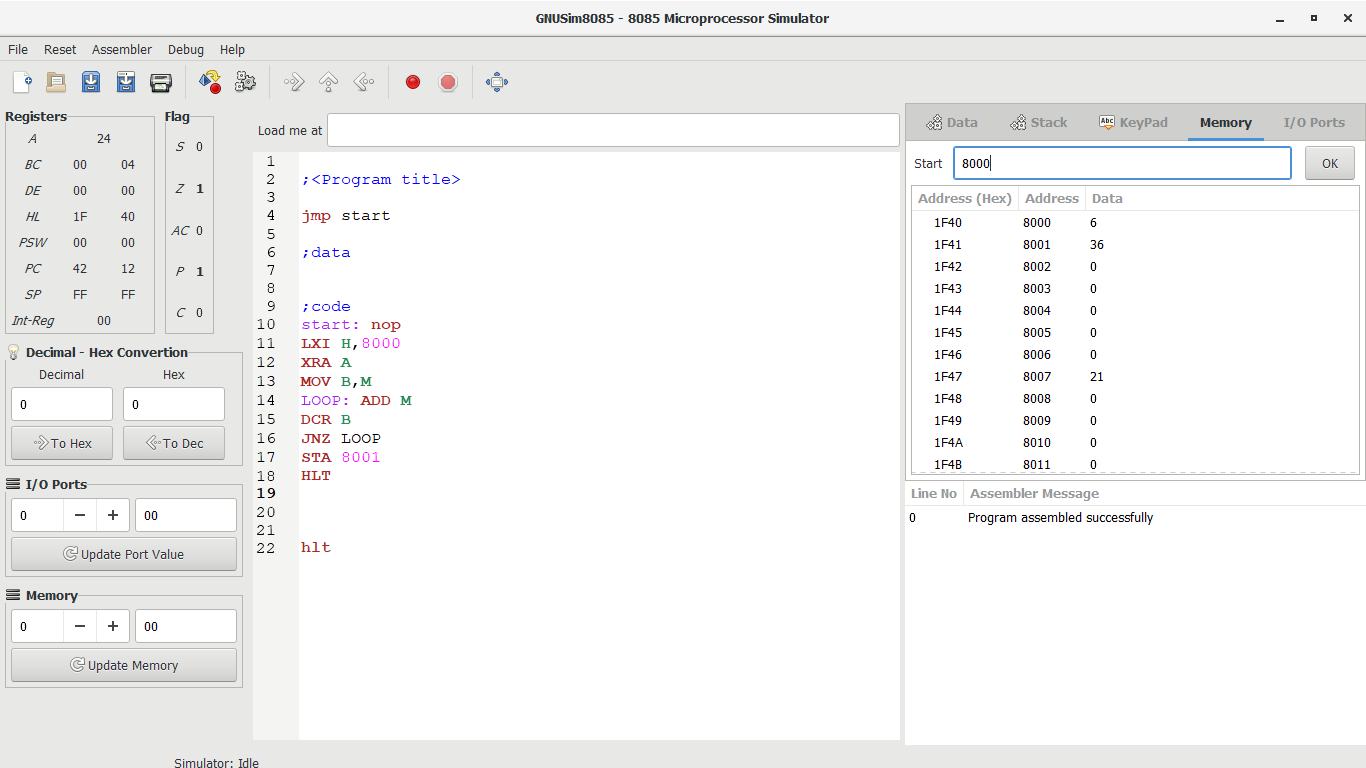 GNUSim8085 - 8085 Microprocessor Simulator
File Reset Assembler Debug Help
Registers
A 24
BC 00 04
DE 00 00
HL 1F 40
PSW 00 00
PC 42 12
SP FF FF
Int-Reg 00
Flag
S 0
Z 1
AC 0
P 1
C 0
Decimal - Hex Convertion
Decimal Hex
0 0
To Hex To Dec
I/O Ports
0 − + 00
Update Port Value
Memory
0 − + 00
Update Memory
Load me at
1
2 ;<Program title>
3
4 jmp start
5
6 ;data
7
8
9 ;code
10 start: nop
11 LXI H,8000
12 XRA A
13 MOV B,M
14 LOOP: ADD M
15 DCR B
16 JNZ LOOP
17 STA 8001
18 HLT
19
20
21
22 hlt
Data Stack Abc KeyPad Memory I/O Ports
Start 8000 OK
Address (Hex) Address Data
1F40 8000 6
1F41 8001 36
1F42 8002 0
1F43 8003 0
1F44 8004 0
1F45 8005 0
1F46 8006 0
1F47 8007 21
1F48 8008 0
1F49 8009 0
1F4A 8010 0
1F4B 8011 0
Line No Assembler Message
0 Program assembled successfully
Simulator: Idle